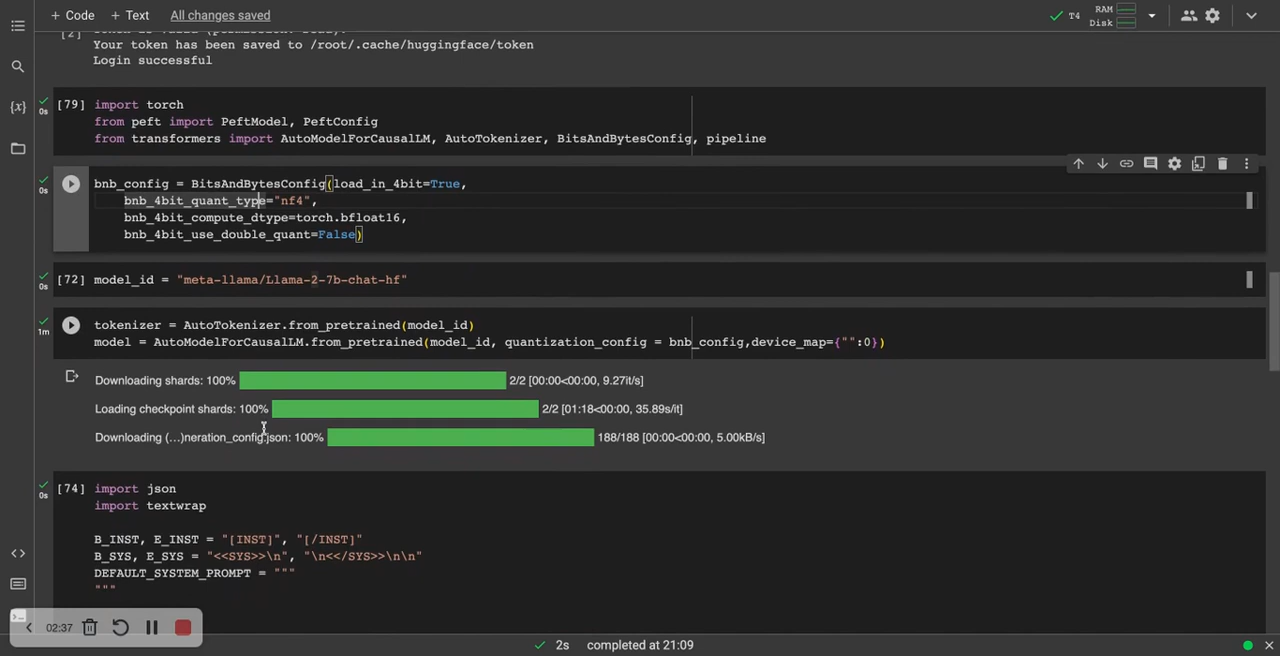 + Code + Text All changes saved
T4 RAM
Disk
[2]
Your token has been saved to /root/.cache/huggingface/token
Login successful
0s [79] import torch
from peft import PeftModel, PeftConfig
from transformers import AutoModelForCausalLM, AutoTokenizer, BitsAndBytesConfig, pipeline
0s bnb_config = BitsAndBytesConfig(load_in_4bit=True,
bnb_4bit_quant_type="nf4",
bnb_4bit_compute_dtype=torch.bfloat16,
bnb_4bit_use_double_quant=False)
0s [72] model_id = "meta-llama/Llama-2-7b-chat-hf"
1m tokenizer = AutoTokenizer.from_pretrained(model_id)
model = AutoModelForCausalLM.from_pretrained(model_id, quantization_config = bnb_config,device_map={"":0})
Downloading shards: 100% 2/2 [00:00<00:00, 9.27it/s]
Loading checkpoint shards: 100% 2/2 [01:18<00:00, 35.89s/it]
Downloading (…)neration_config.json: 100% 188/188 [00:00<00:00, 5.00kB/s]
0s [74] import json
import textwrap
B_INST, E_INST = "[INST]", "[/INST]"
B_SYS, E_SYS = "<<SYS>>\n", "\n<</SYS>>\n\n"
DEFAULT_SYSTEM_PROMPT = """
"""
02:37
2s completed at 21:09